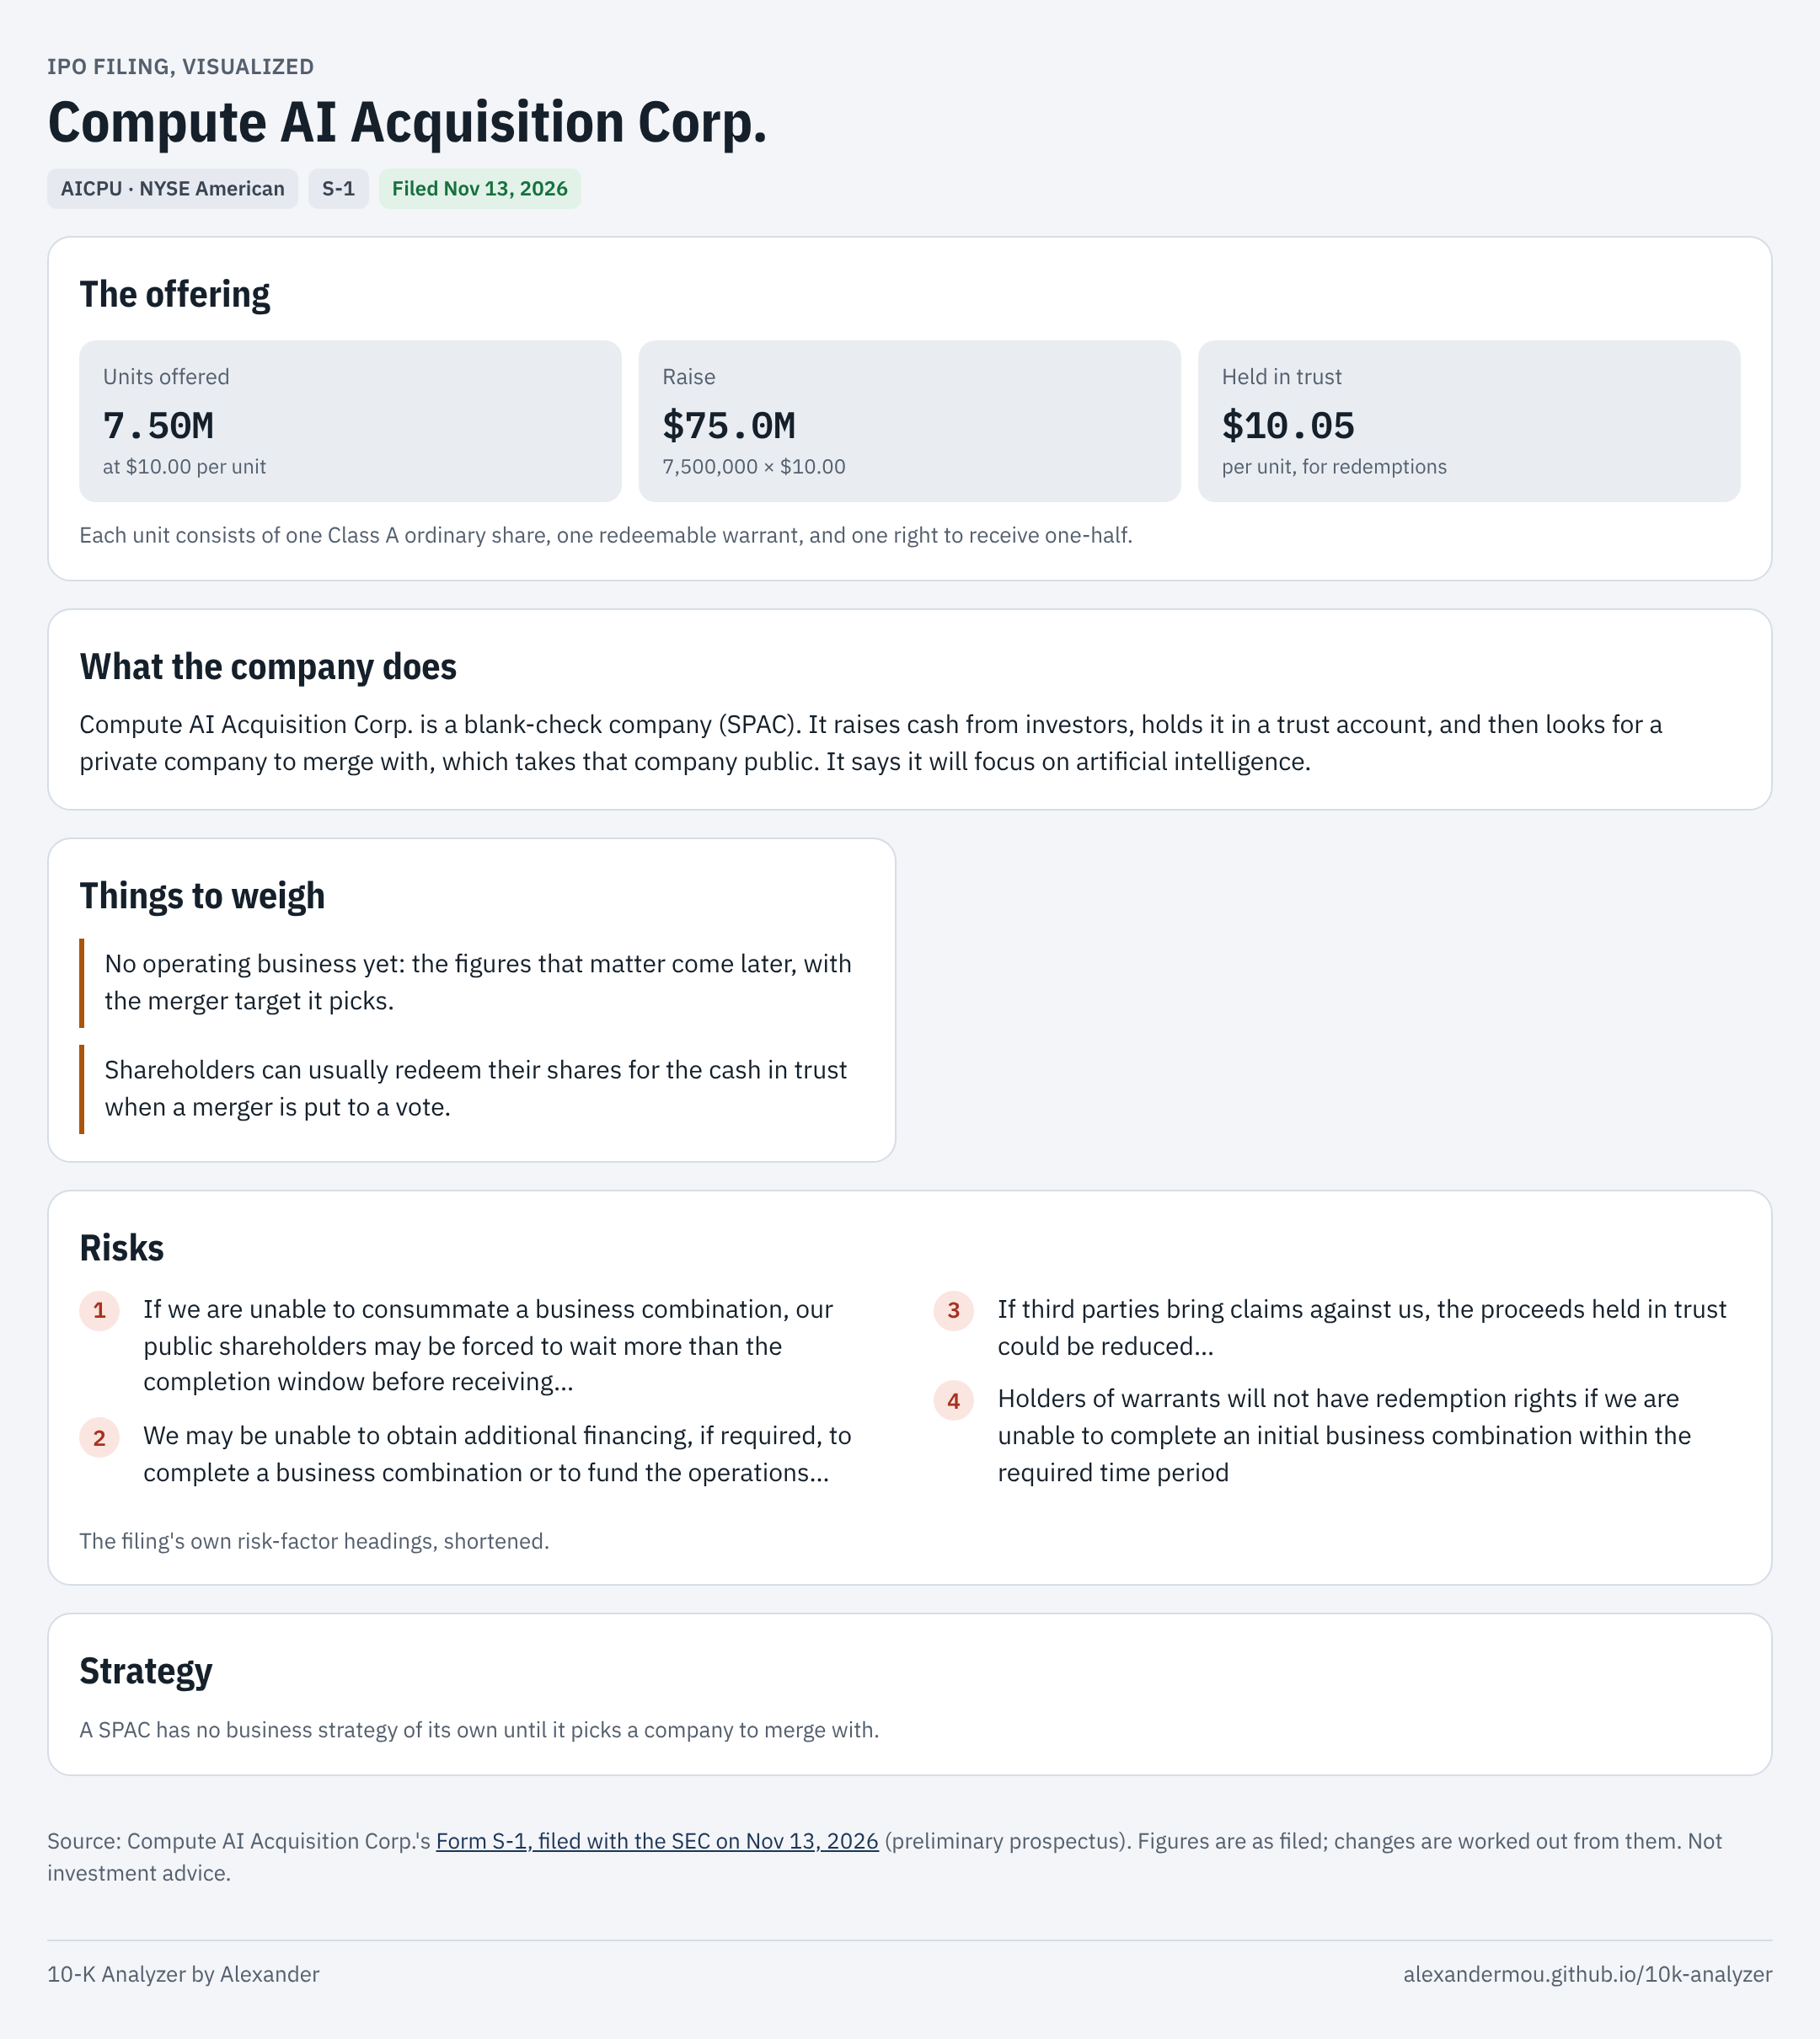 IPO FILING, VISUALIZED
Compute AI Acquisition Corp.
AICPU · NYSE American
S-1
Filed Nov 13, 2026
The offering
Units offered
7.50M
at $10.00 per unit
Raise
$75.0M
7,500,000 × $10.00
Held in trust
$10.05
per unit, for redemptions
Each unit consists of one Class A ordinary share, one redeemable warrant, and one right to receive one-half.
What the company does
Compute AI Acquisition Corp. is a blank-check company (SPAC). It raises cash from investors, holds it in a trust account, and then looks for a
private company to merge with, which takes that company public. It says it will focus on artificial intelligence.
Things to weigh
No operating business yet: the figures that matter come later, with
the merger target it picks.
Shareholders can usually redeem their shares for the cash in trust
when a merger is put to a vote.
Risks
1
If we are unable to consummate a business combination, our
public shareholders may be forced to wait more than the
completion window before receiving...
2
We may be unable to obtain additional financing, if required, to
complete a business combination or to fund the operations...
3
If third parties bring claims against us, the proceeds held in trust
could be reduced...
4
Holders of warrants will not have redemption rights if we are
unable to complete an initial business combination within the
required time period
The filing's own risk-factor headings, shortened.
Strategy
A SPAC has no business strategy of its own until it picks a company to merge with.
Source: Compute AI Acquisition Corp.'s Form S-1, filed with the SEC on Nov 13, 2026 (preliminary prospectus). Figures are as filed; changes are worked out from them. Not
investment advice.
10-K Analyzer by Alexander
alexandermou.github.io/10k-analyzer